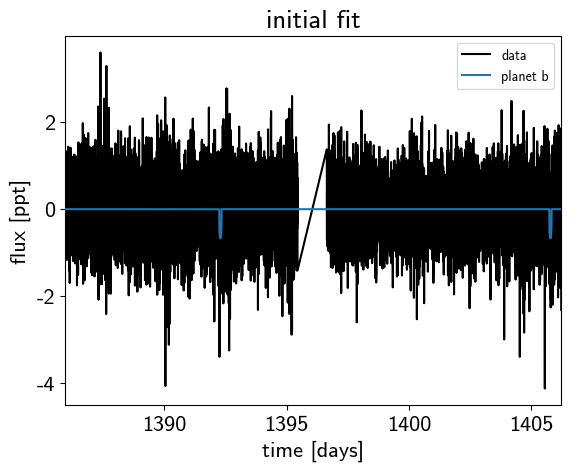 initial fit
data
planet b
2
0
-2
-4
flux [ppt]
1390 1395 1400 1405
time [days]